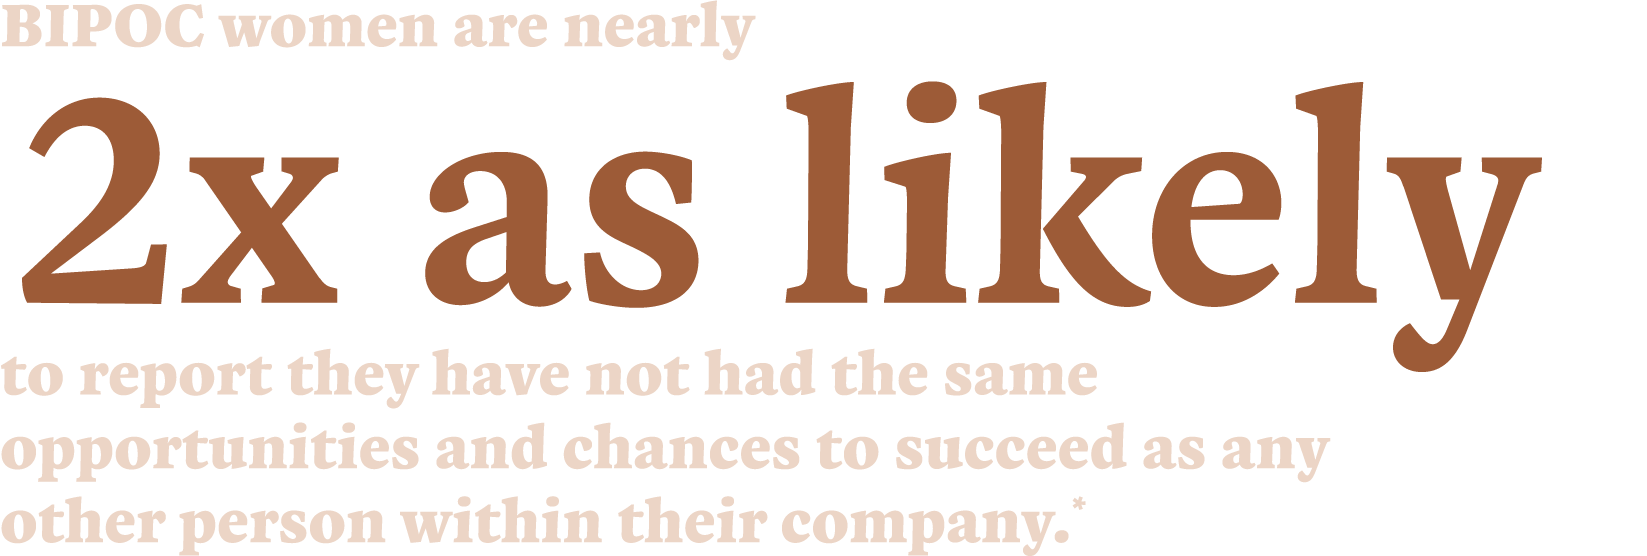 BIPOC women are nearly
2x as likely
to report they have not had the same
opportunities and chances to succeed as any
other person within their company.*